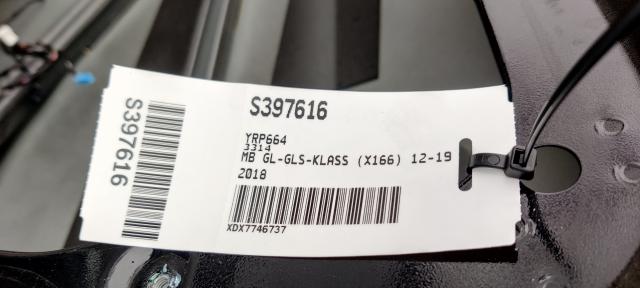 S397616
S397616
YRP664
3314
MB GL-GLS-KLASS (X166) 12-19
2018
XDX7746737